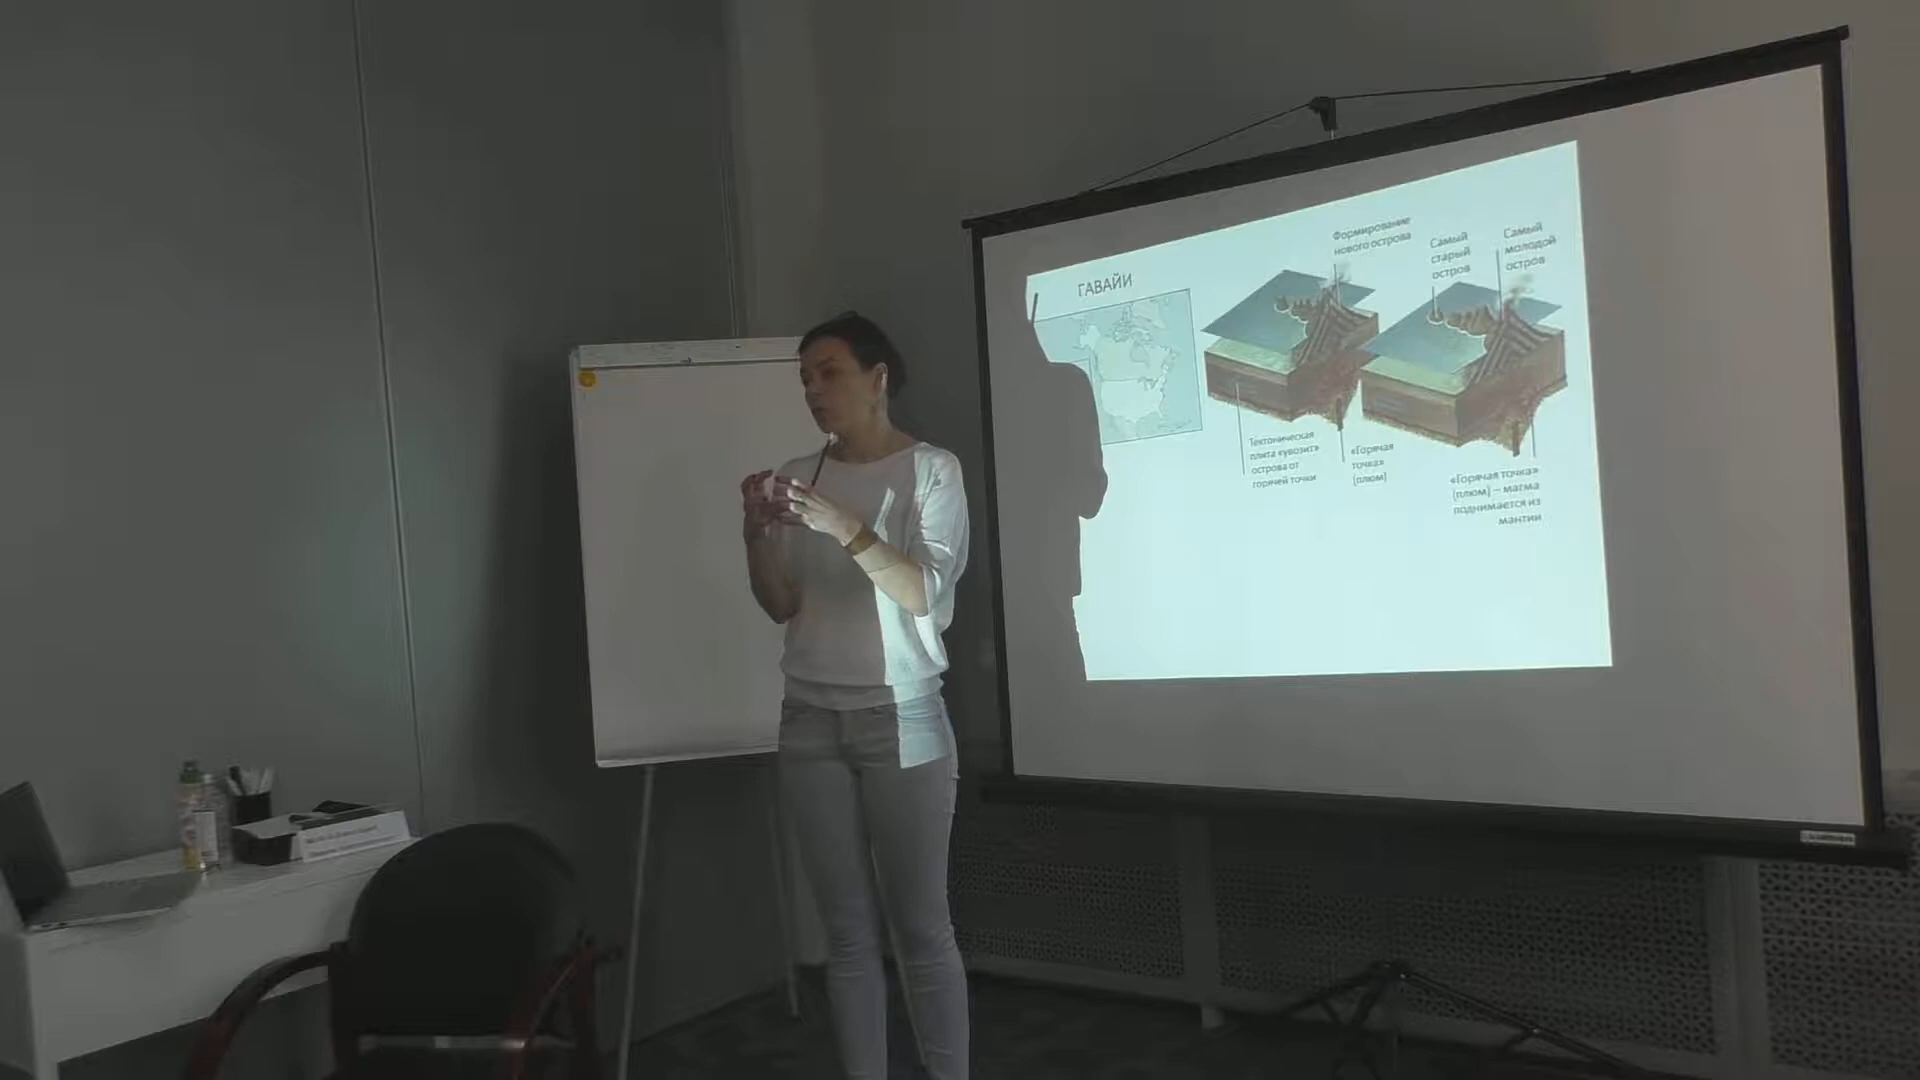 ГАВАЙИ
Формирование
нового острова
Самый
старый
остров
Самый
молодой
остров
Тектоническая
плита «увозит»
острова от
горячей точки
«Горячая
точка»
(плюм)
«Горячая точка»
(плюм) – магма
поднимается из
мантии